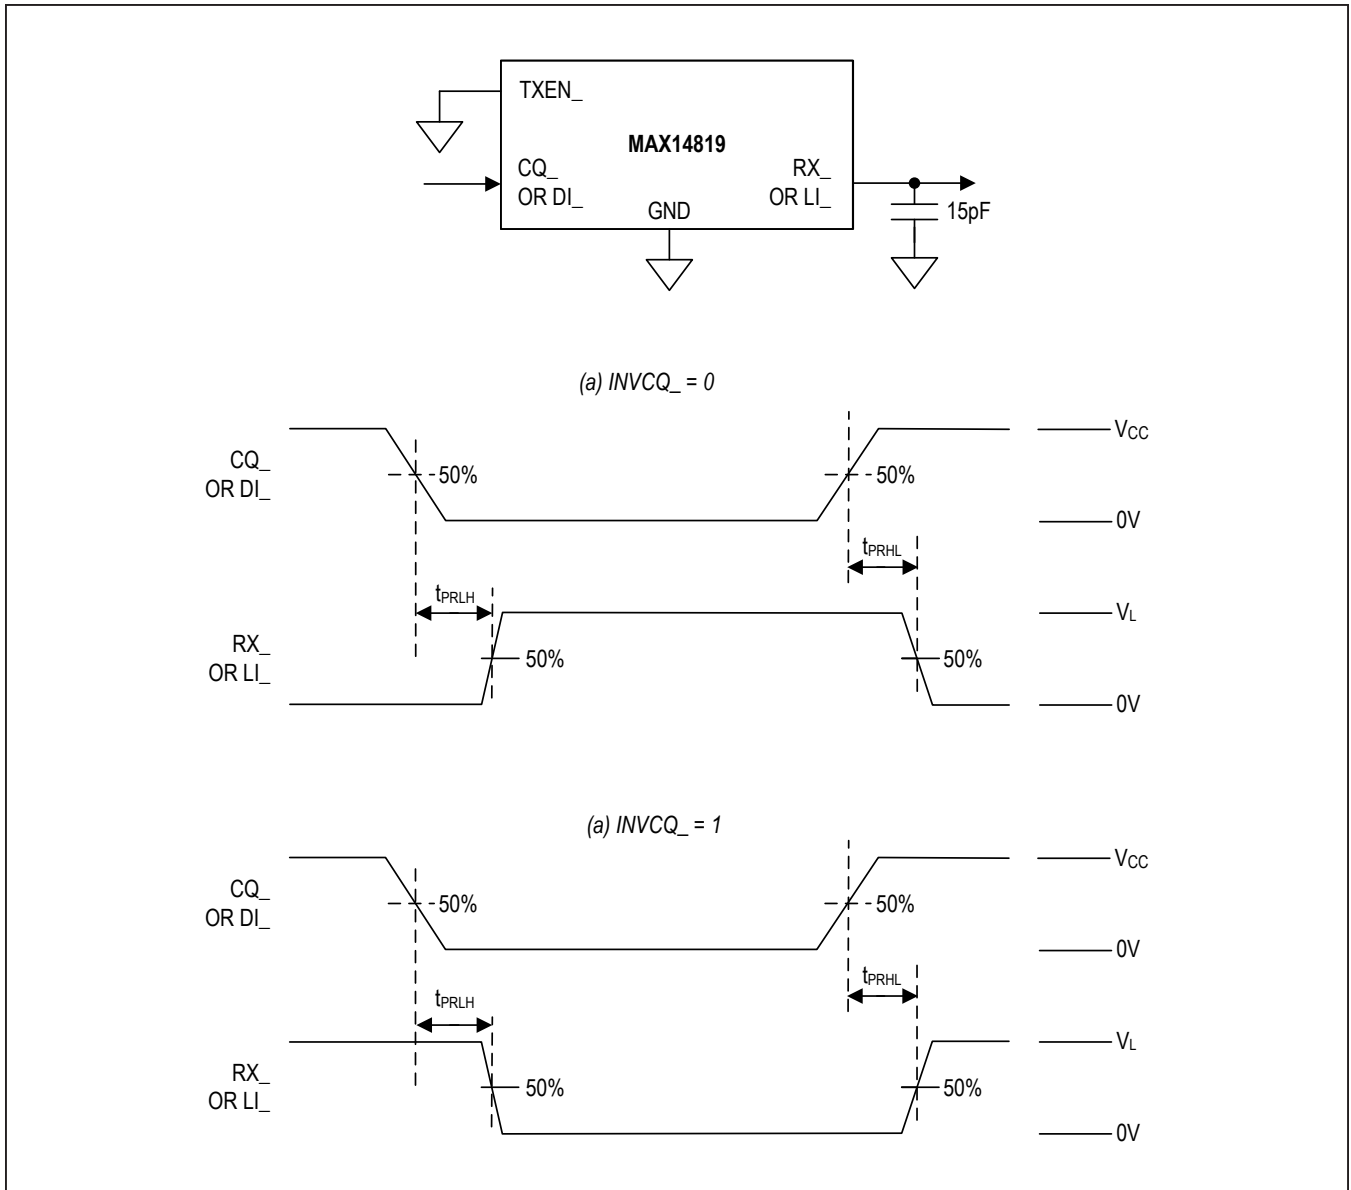 TXEN_
MAX14819
CQ_
OR DI_
RX_
OR LI_
GND
15pF
(a) INVCQ_ = 0
CQ_
OR DI_
50%
50%
VCC
0V
tPRHL
tPRLH
RX_
OR LI_
50%
50%
VL
0V
(a) INVCQ_ = 1
CQ_
OR DI_
50%
50%
VCC
0V
tPRHL
tPRLH
RX_
OR LI_
50%
50%
VL
0V